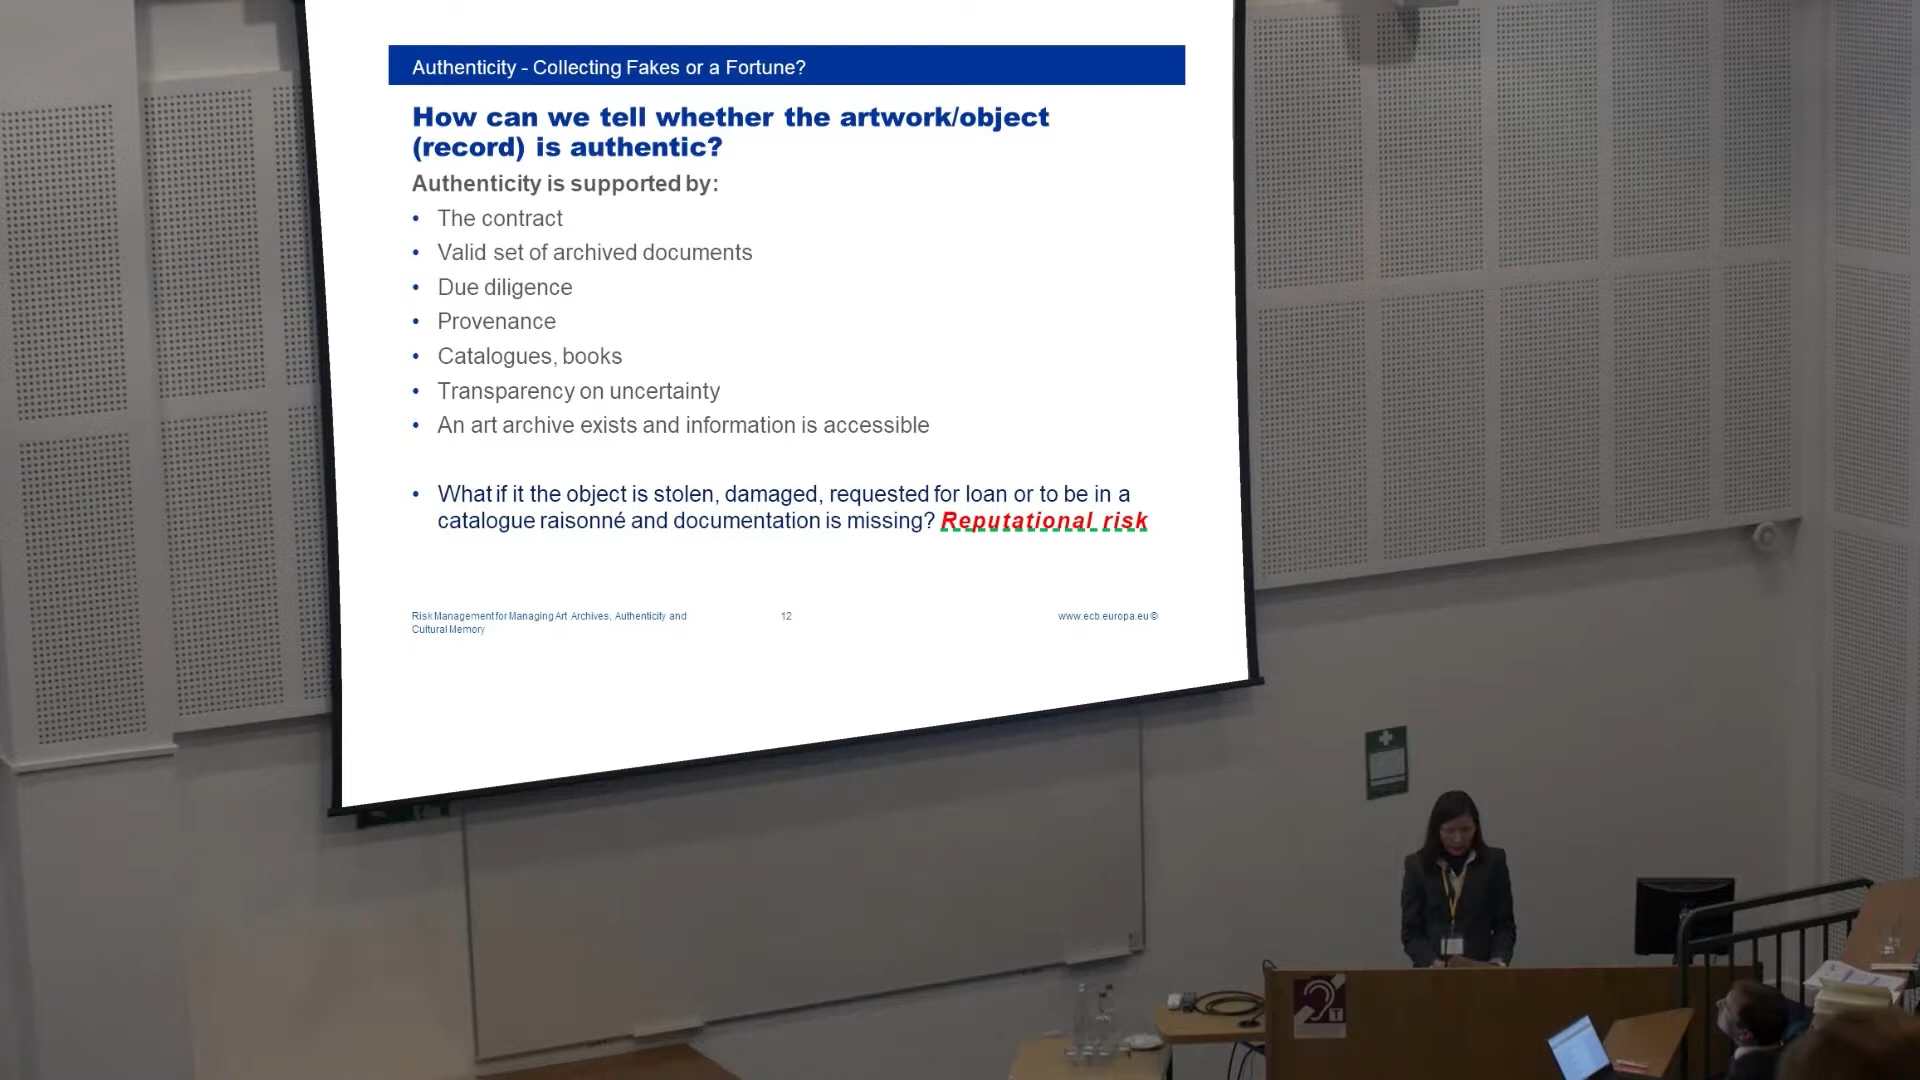 Authenticity - Collecting Fakes or a Fortune?
How can we tell whether the artwork/object
(record) is authentic?
Authenticity is supported by:
• The contract
• Valid set of archived documents
• Due diligence
• Provenance
• Catalogues, books
• Transparency on uncertainty
• An art archive exists and information is accessible
• What if it the object is stolen, damaged, requested for loan or to be in a
catalogue raisonné and documentation is missing? Reputational risk
Risk Management for Managing Art Archives, Authenticity and
Cultural Memory
12
www.ecb.europa.eu ©
T